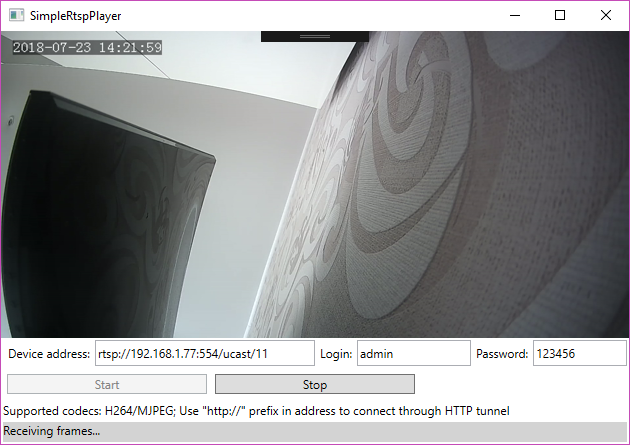 SimpleRtspPlayer
2018-07-23 14:21:59
Device address: rtsp://192.168.1.77:554/ucast/11 Login: admin Password: 123456
Start Stop
Supported codecs: H264/MJPEG; Use "http://" prefix in address to connect through HTTP tunnel
Receiving frames...